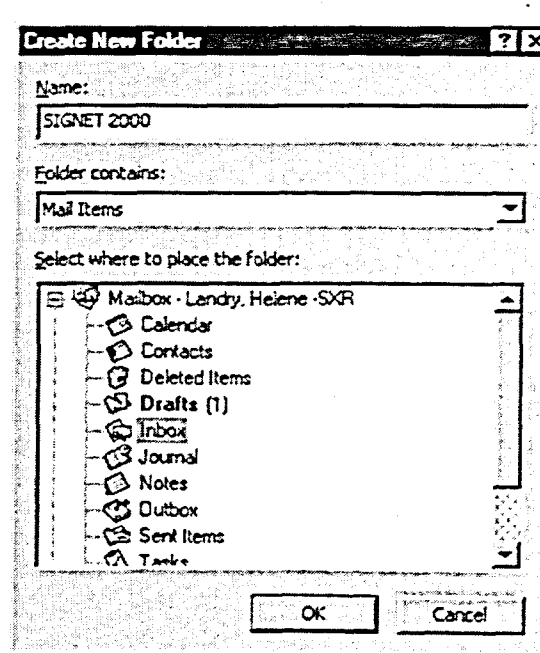 Create New Folder
Name:
SIGNET 2000
Folder contains:
Mail Items
Select where to place the folder:
Mailbox - Landry, Helene -SXR
Calendar
Contacts
Deleted Items
Drafts (1)
Inbox
Journal
Notes
Outbox
Sent Items
Tasks
OK
Cancel